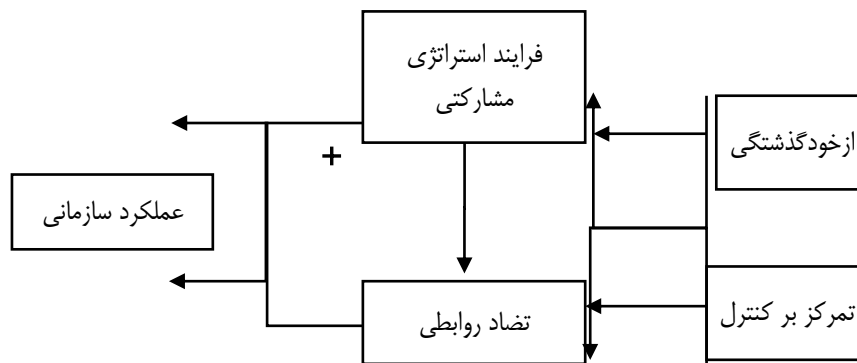 فرایند استراتژی
مشارکتی
ازخودگذشتگی
+
عملکرد سازمانی
تمرکز بر کنترل
تضاد روابطی